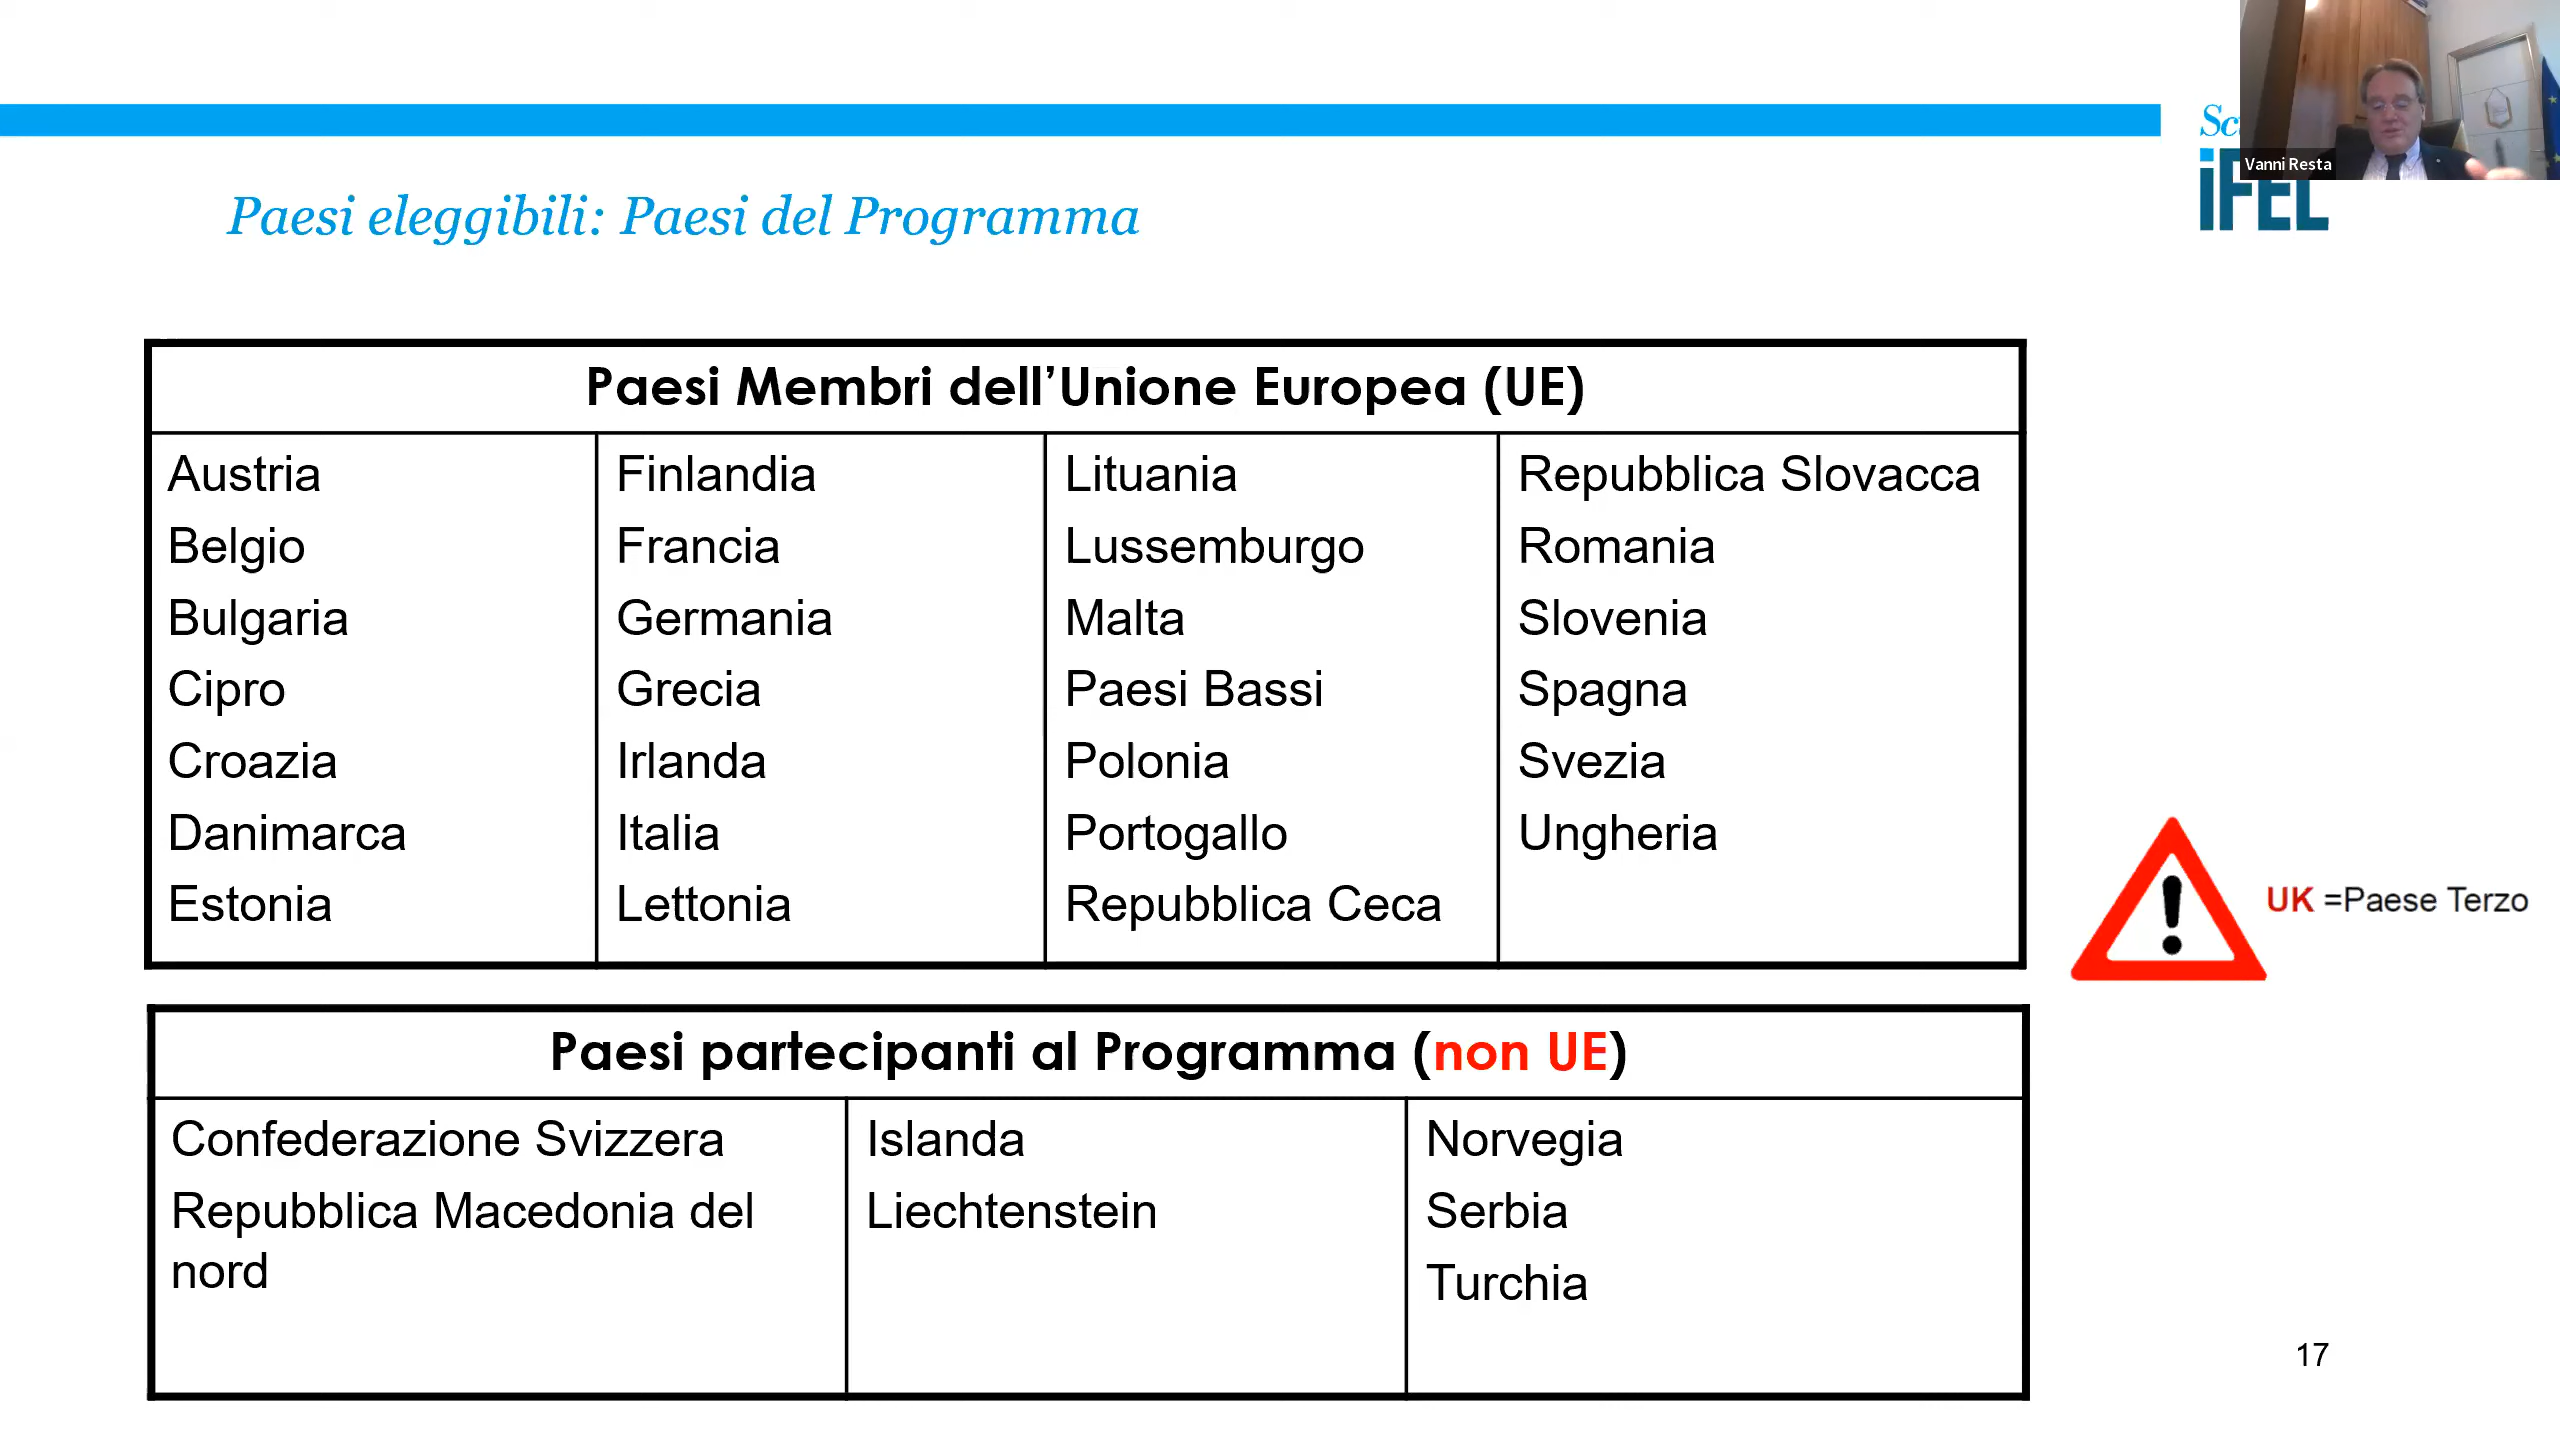 Vanni Resta
iFEL
Paesi eleggibili: Paesi del Programma
Paesi Membri dell’Unione Europea (UE)
Austria
Belgio
Bulgaria
Cipro
Croazia
Danimarca
Estonia
Finlandia
Francia
Germania
Grecia
Irlanda
Italia
Lettonia
Lituania
Lussemburgo
Malta
Paesi Bassi
Polonia
Portogallo
Repubblica Ceca
Repubblica Slovacca
Romania
Slovenia
Spagna
Svezia
Ungheria
UK =Paese Terzo
Paesi partecipanti al Programma (non UE)
Confederazione Svizzera
Repubblica Macedonia del
nord
Islanda
Liechtenstein
Norvegia
Serbia
Turchia
17